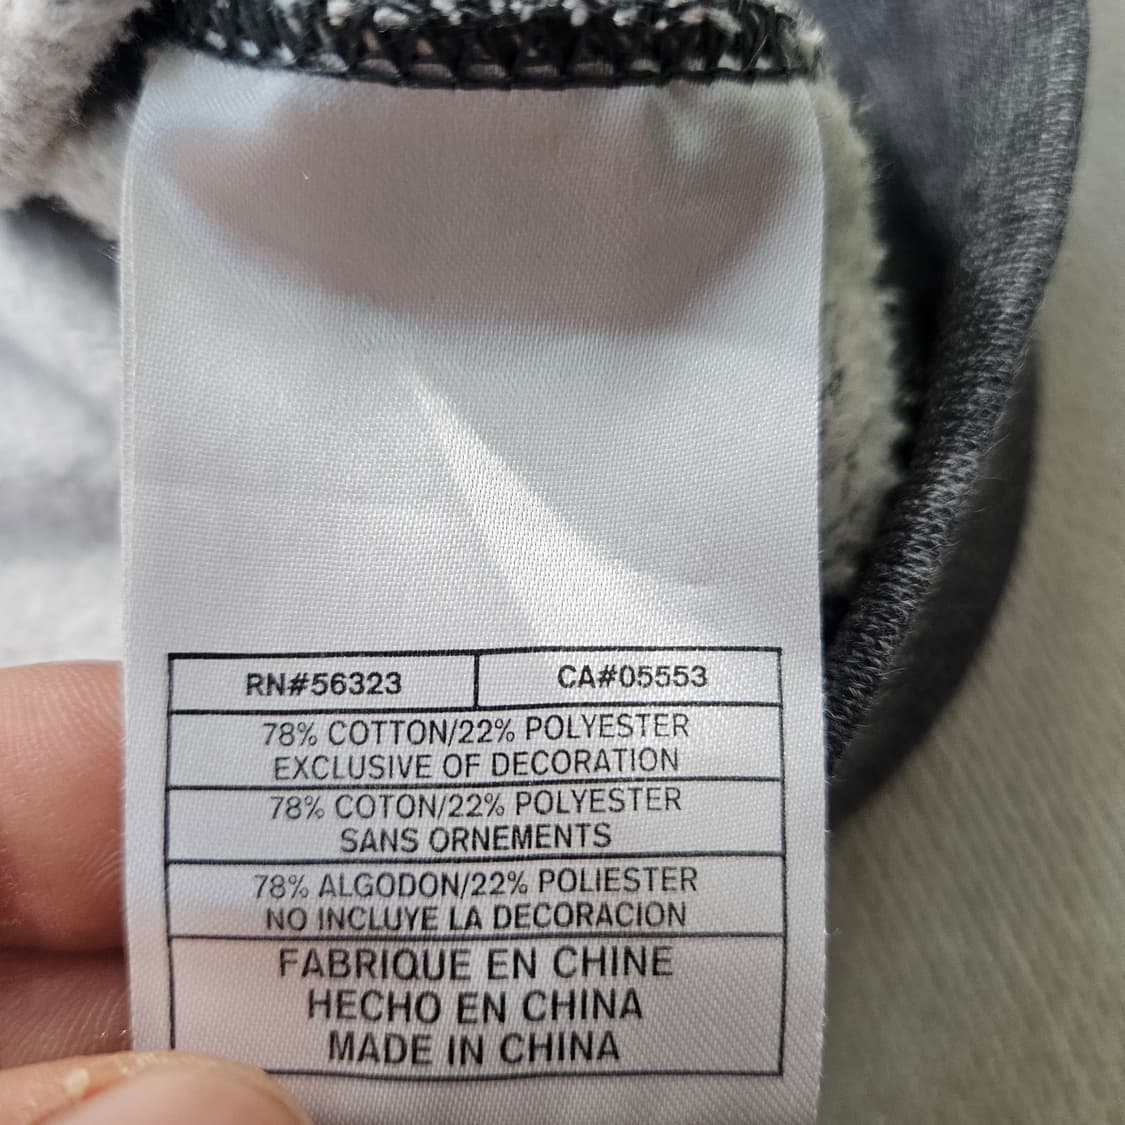 RN#56323 CA#05553
78% COTTON/22% POLYESTER
EXCLUSIVE OF DECORATION
78% COTON/22% POLYESTER
SANS ORNEMENTS
78% ALGODON/22% POLIESTER
NO INCLUYE LA DECORACION
FABRIQUE EN CHINE
HECHO EN CHINA
MADE IN CHINA